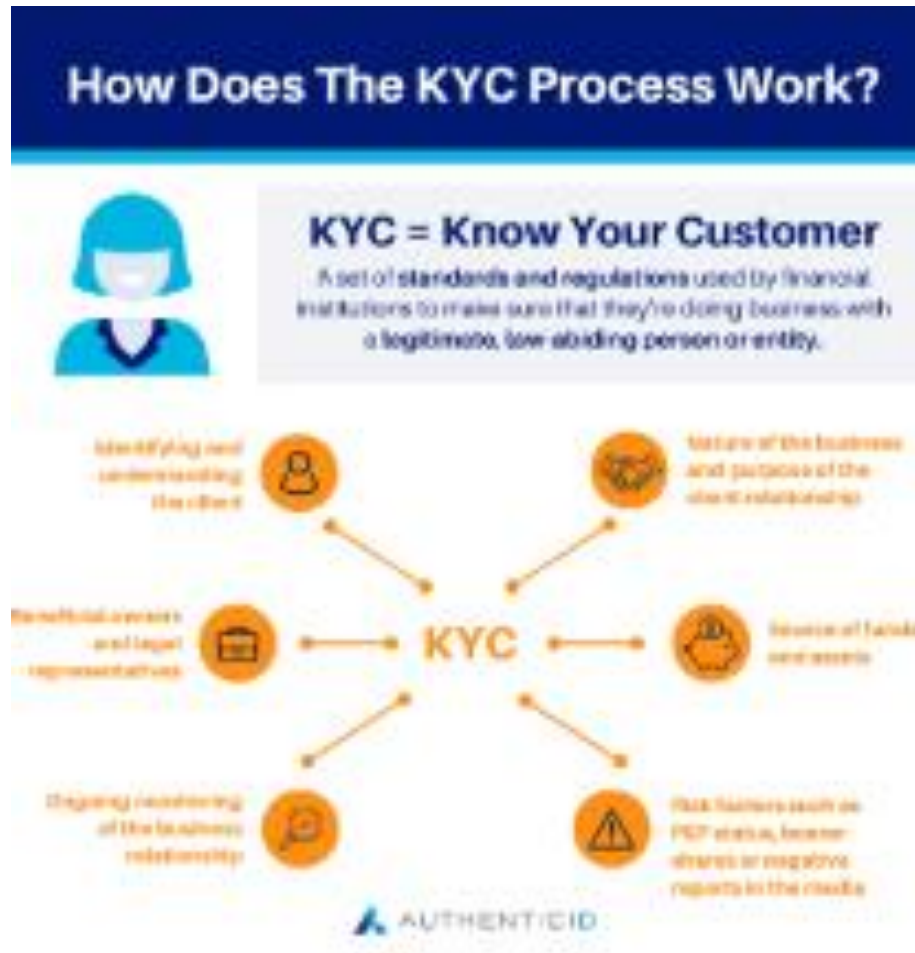 How Does The KYC Process Work?
KYC = Know Your Customer
A set of standards and regulations used by financial
institutions to make sure that they're doing business with
a legitimate, law abiding person or entity.
Identifying and
understanding
the client
Nature of the business
and purpose of the
client relationship
KYC
Beneficial owners
and legal
representatives
Source of funds
and assets
Ongoing monitoring
of the business
relationship
Risk factors such as
PEP status, bearer
shares or negative
reports in the media
AUTHENTICID